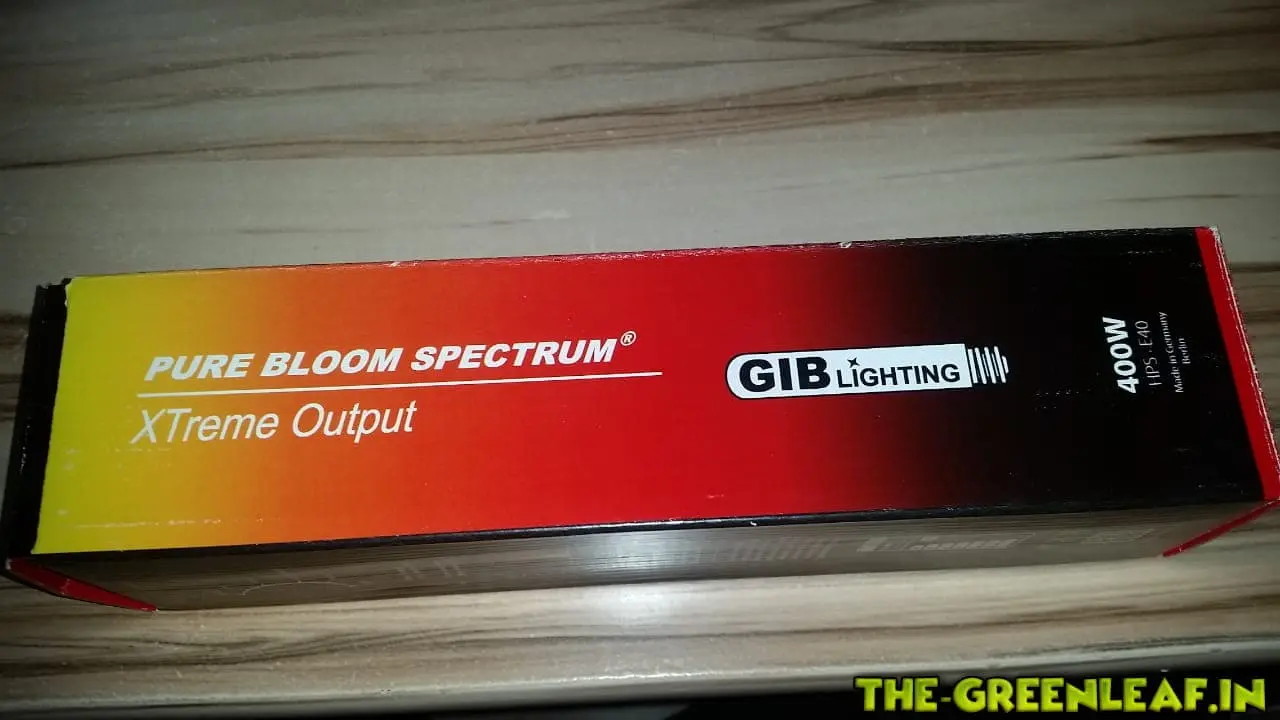 PURE BLOOM SPECTRUM®
XTreme Output
GIB LIGHTING
400W
HPS - E40
Made in Germany
Berlin
THE-GREENLEAF.IN